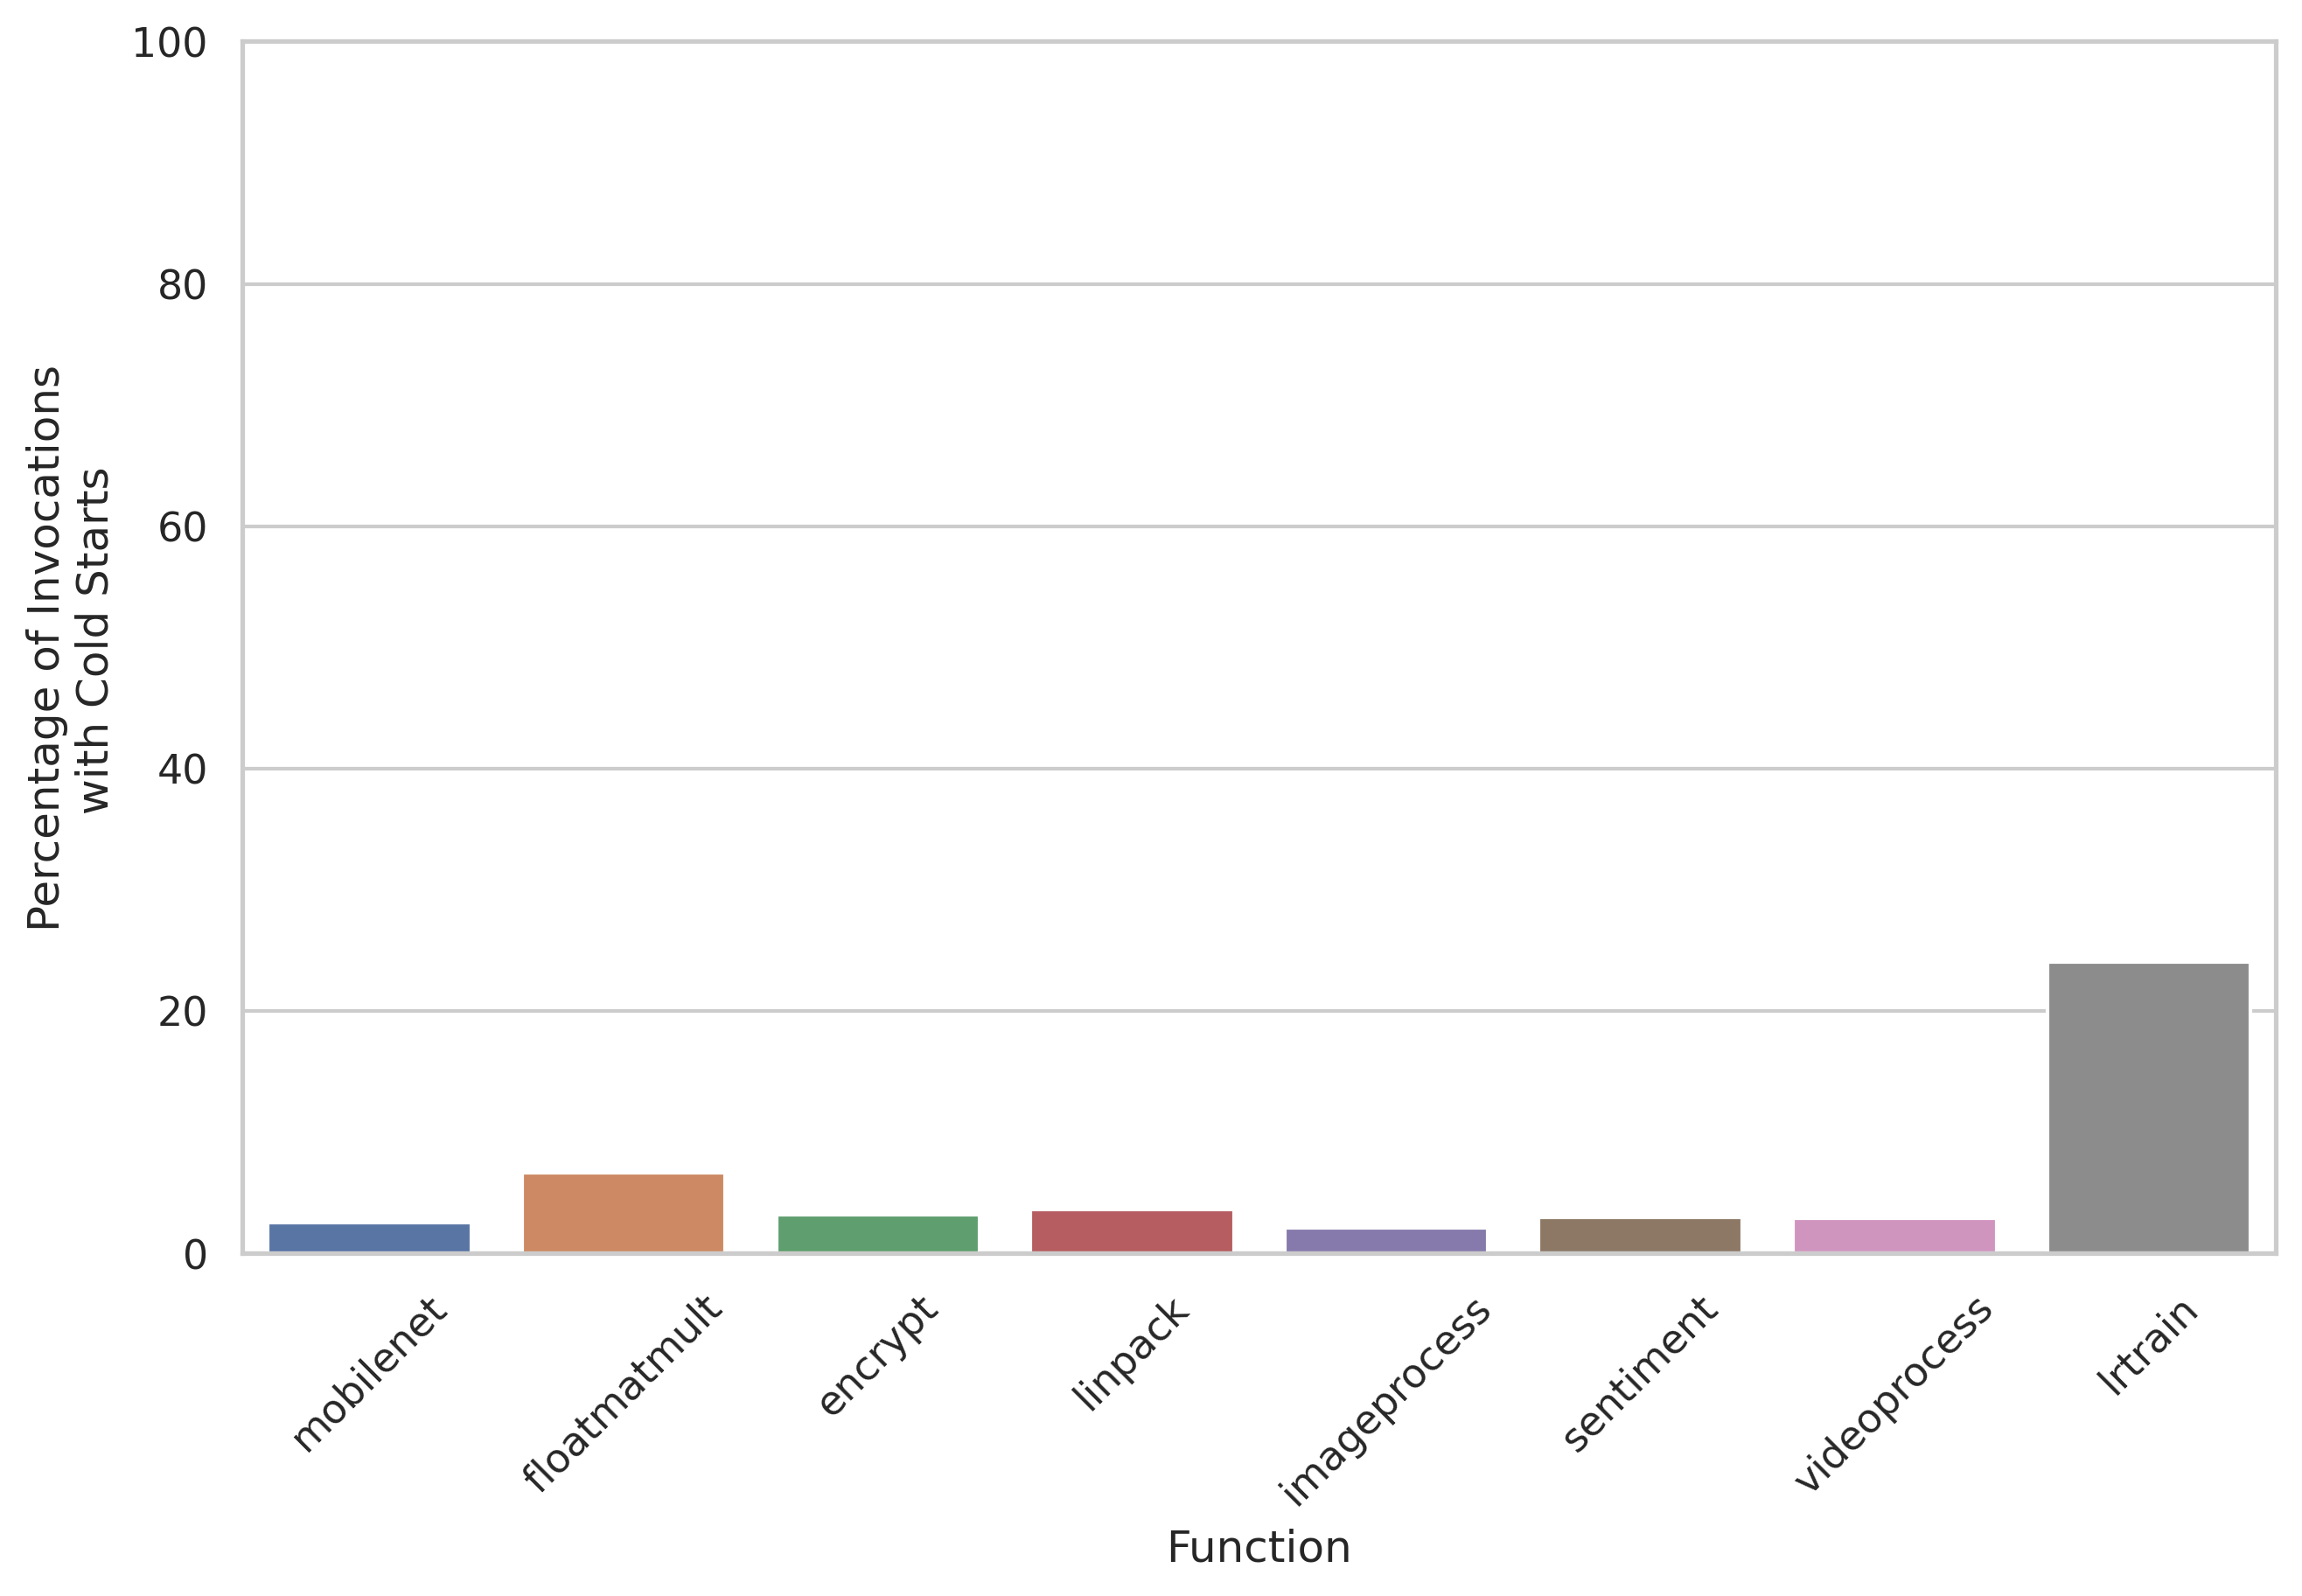 100
80
60
40
20
0
Percentage of Invocations
with Cold Starts
mobilenet
floatmatmult
encrypt
linpack
imageprocess
sentiment
videoprocess
lrtrain
Function